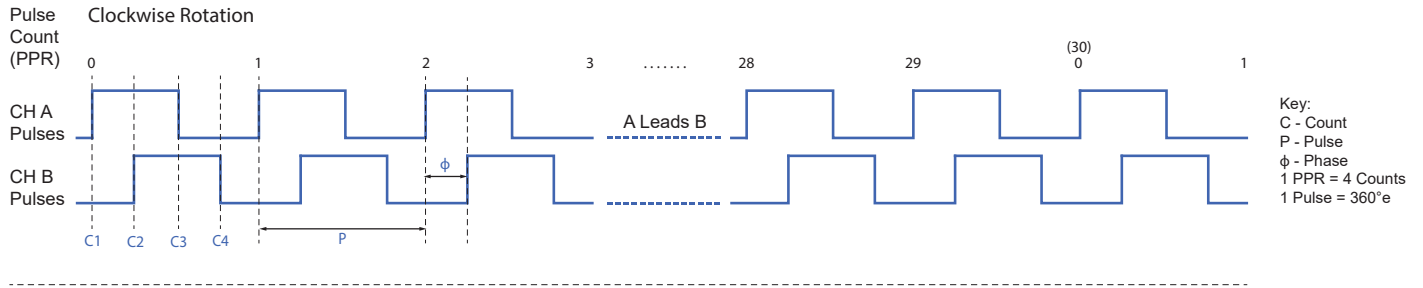 Pulse
Count
(PPR)
Clockwise Rotation
0 1 2 3 ....... 28 29 (30) 0 1
CH A
Pulses
A Leads B
CH B
Pulses
ϕ
C1 C2 C3 C4 P
Key:
C - Count
P - Pulse
ϕ - Phase
1 PPR = 4 Counts
1 Pulse = 360°e